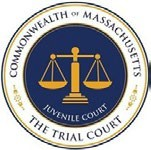 COMMONWEALTH OF MASSACHUSETTS
JUVENILE COURT
THE TRIAL COURT